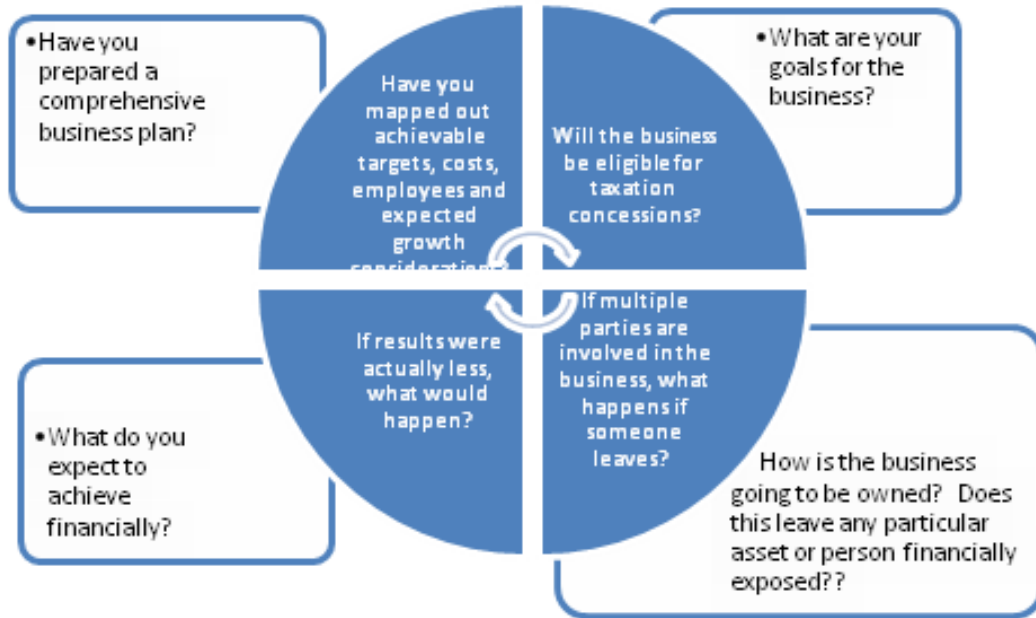 •Have you
prepared a
comprehensive
business plan?
Have you
mapped out
achievable
targets, costs,
employees and
expected
growth
considerations?
Will the business
be eligible for
taxation
concessions?
•What are your
goals for the
business?
•What do you
expect to
achieve
financially?
If results were
actually less,
what would
happen?
If multiple
parties are
involved in the
business, what
happens if
someone
leaves?
How is the business
going to be owned? Does
this leave any particular
asset or person financially
exposed??